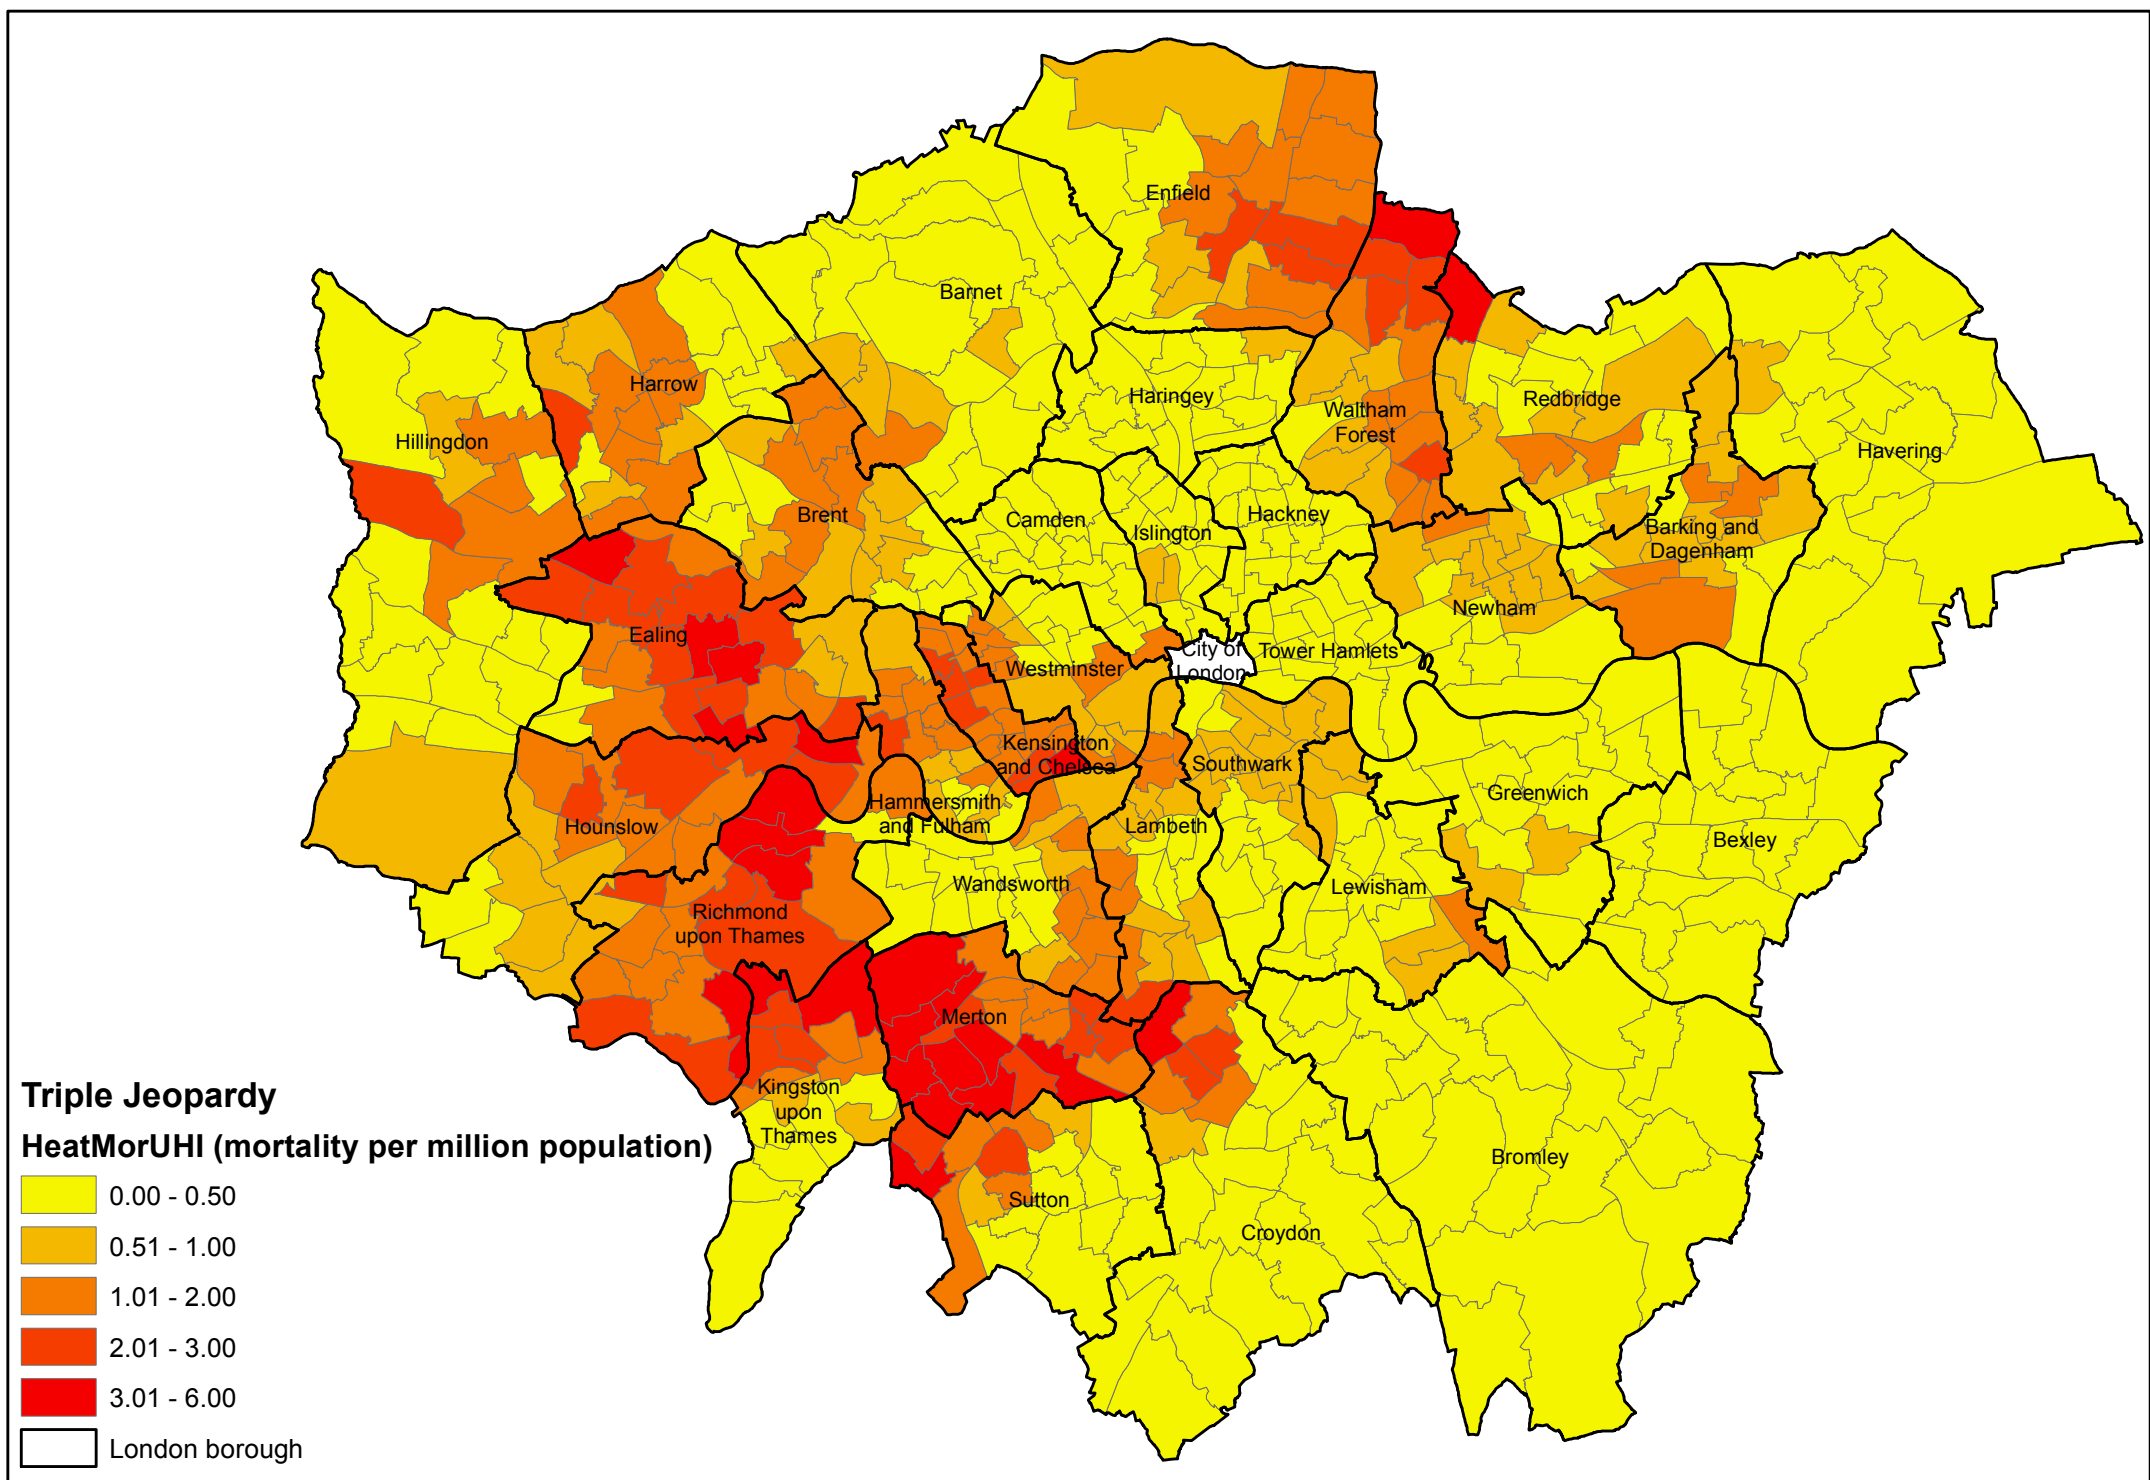 Enfield
Barnet
Harrow
Haringey
Waltham
Forest
Redbridge
Hillingdon
Havering
Brent
Camden
Islington
Hackney
Barking and
Dagenham
Newham
Ealing
Westminster
City of
London
Tower Hamlets
Kensington
and Chelsea
Southwark
Greenwich
Hammersmith
and Fulham
Hounslow
Lambeth
Bexley
Wandsworth
Lewisham
Richmond
upon Thames
Merton
Kingston
upon
Thames
Bromley
Sutton
Croydon
Triple Jeopardy
HeatMorUHI (mortality per million population)
0.00 - 0.50
0.51 - 1.00
1.01 - 2.00
2.01 - 3.00
3.01 - 6.00
London borough